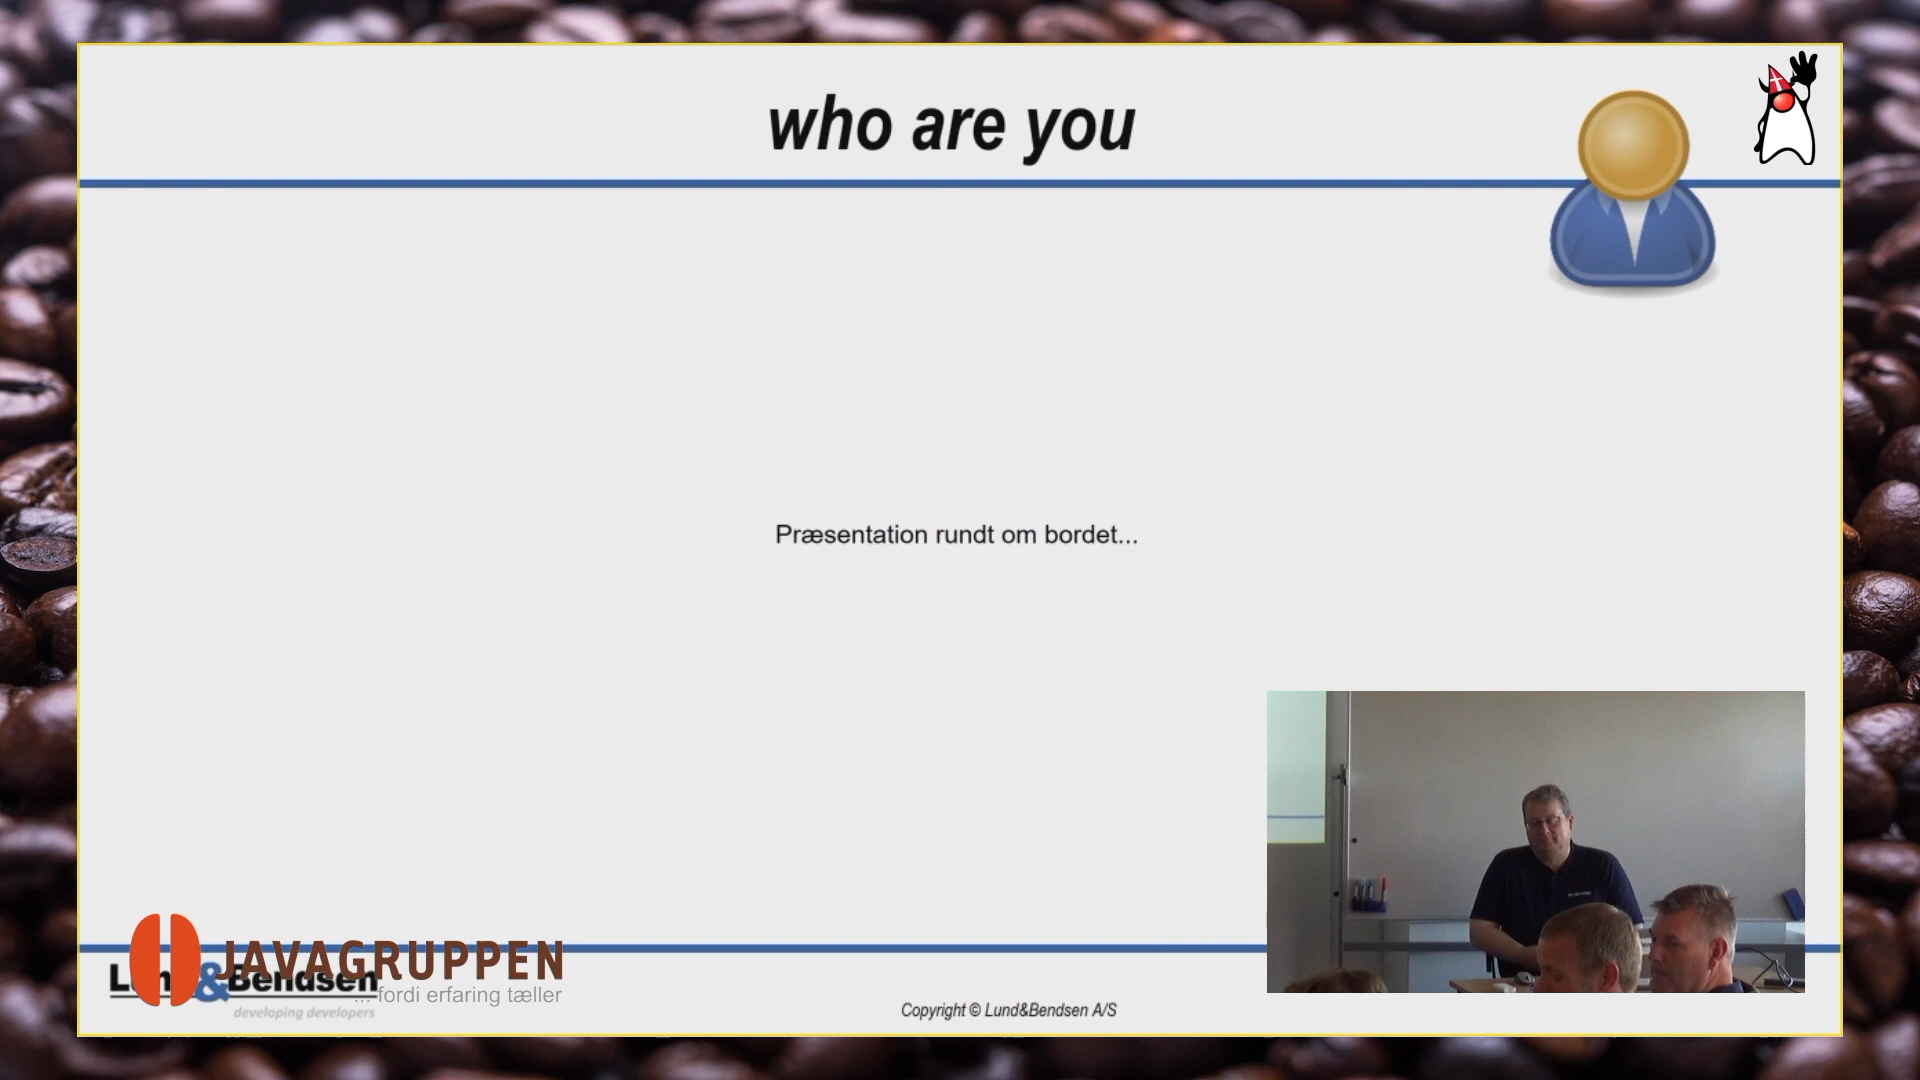 who are you
Præsentation rundt om bordet...
JAVAGRUPPEN
Lund&Bendsen
... fordi erfaring tæller
developing developers
Copyright © Lund&Bendsen A/S